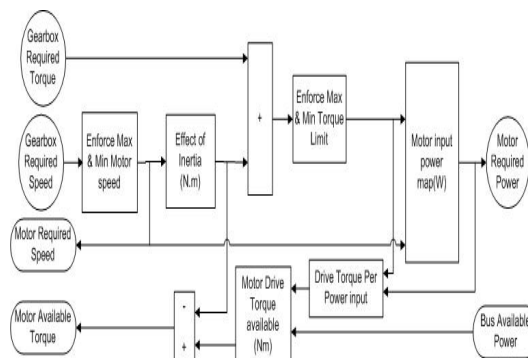 Gearbox
Required
Torque
+
Enforce Max
& Min Torque
Limit
Motor input
power
map(W)
Motor
Required
Power
Gearbox
Required
Speed
Enforce Max
& Min Motor
speed
Effect of
Inertia
(N.m)
Motor Required
Speed
Drive Torque Per
Power input
Motor Drive
Torque
available
(Nm)
Motor Available
Torque
-
+
Bus Available
Power